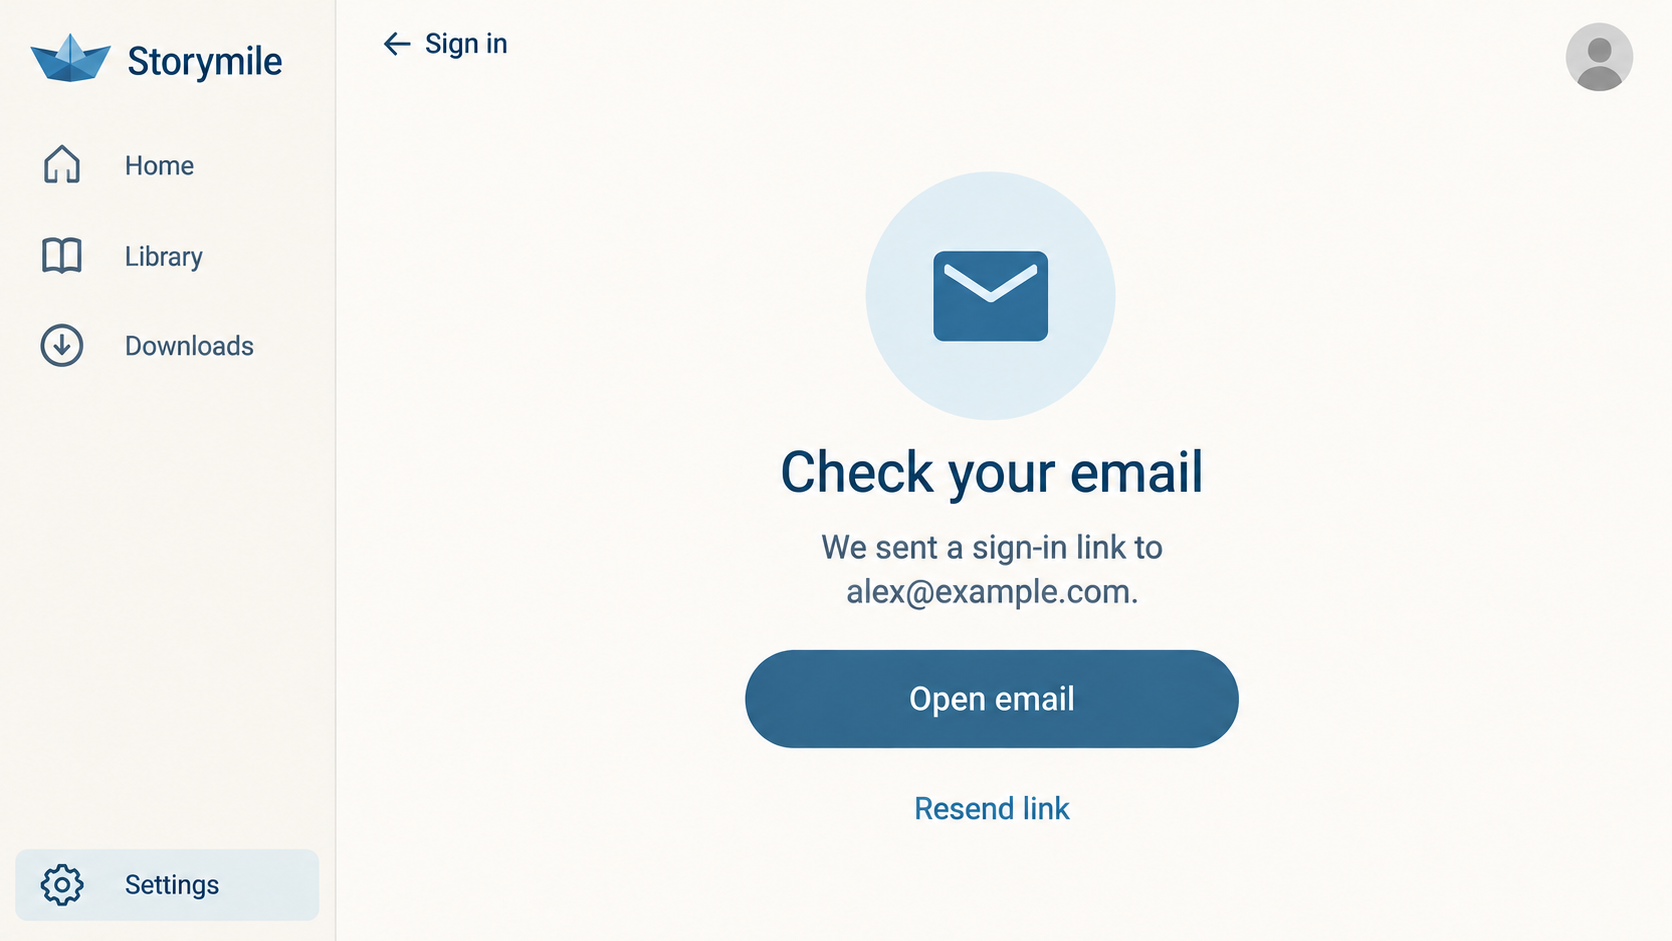 Storymile
Home
Library
Downloads
Settings
Sign in
Check your email
We sent a sign-in link to
alex@example.com.
Open email
Resend link